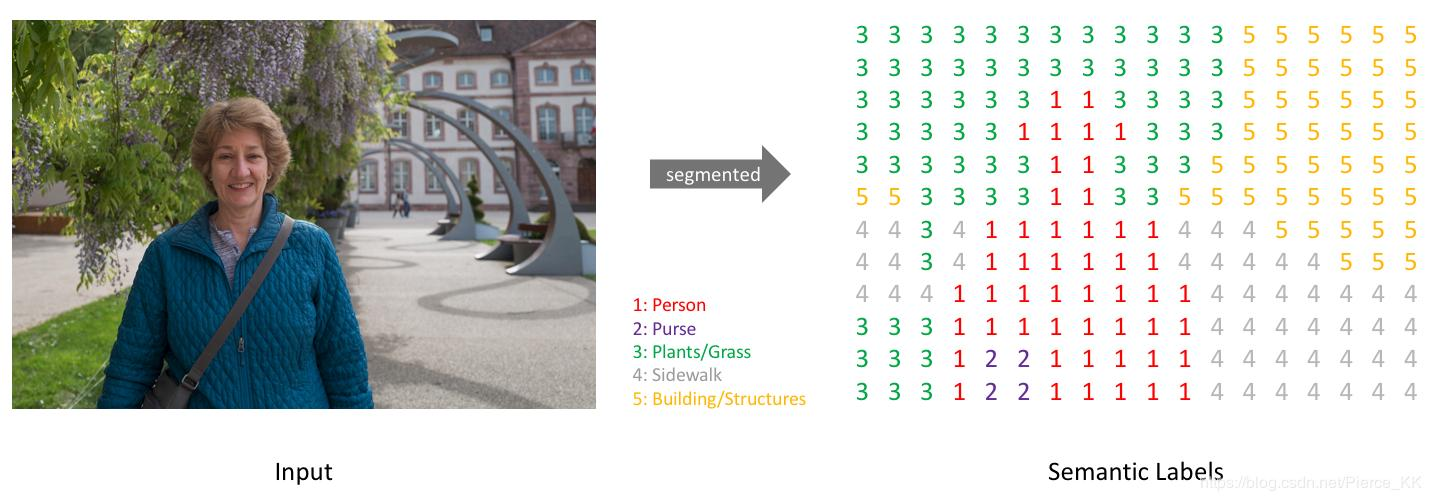 3 3 3 3 3 3 3 3 3 3 3 3 5 5 5 5 5 5
3 3 3 3 3 3 3 3 3 3 3 3 5 5 5 5 5 5
3 3 3 3 3 3 1 1 3 3 3 3 5 5 5 5 5 5
3 3 3 3 3 1 1 1 1 3 3 3 5 5 5 5 5 5
3 3 3 3 3 3 1 1 3 3 3 5 5 5 5 5 5 5
5 5 3 3 3 3 1 1 3 3 5 5 5 5 5 5 5 5
4 4 3 4 1 1 1 1 1 1 4 4 4 5 5 5 5 5
4 4 3 4 1 1 1 1 1 1 4 4 4 4 4 5 5 5
4 4 4 1 1 1 1 1 1 1 1 4 4 4 4 4 4 4
3 3 3 1 1 1 1 1 1 1 1 4 4 4 4 4 4 4
3 3 3 1 2 2 1 1 1 1 1 4 4 4 4 4 4 4
3 3 3 1 2 2 1 1 1 1 1 4 4 4 4 4 4 4
segmented
1: Person
2: Purse
3: Plants/Grass
4: Sidewalk
5: Building/Structures
Input
Semantic Labels
https://blog.csdn.net/Pierce_KK